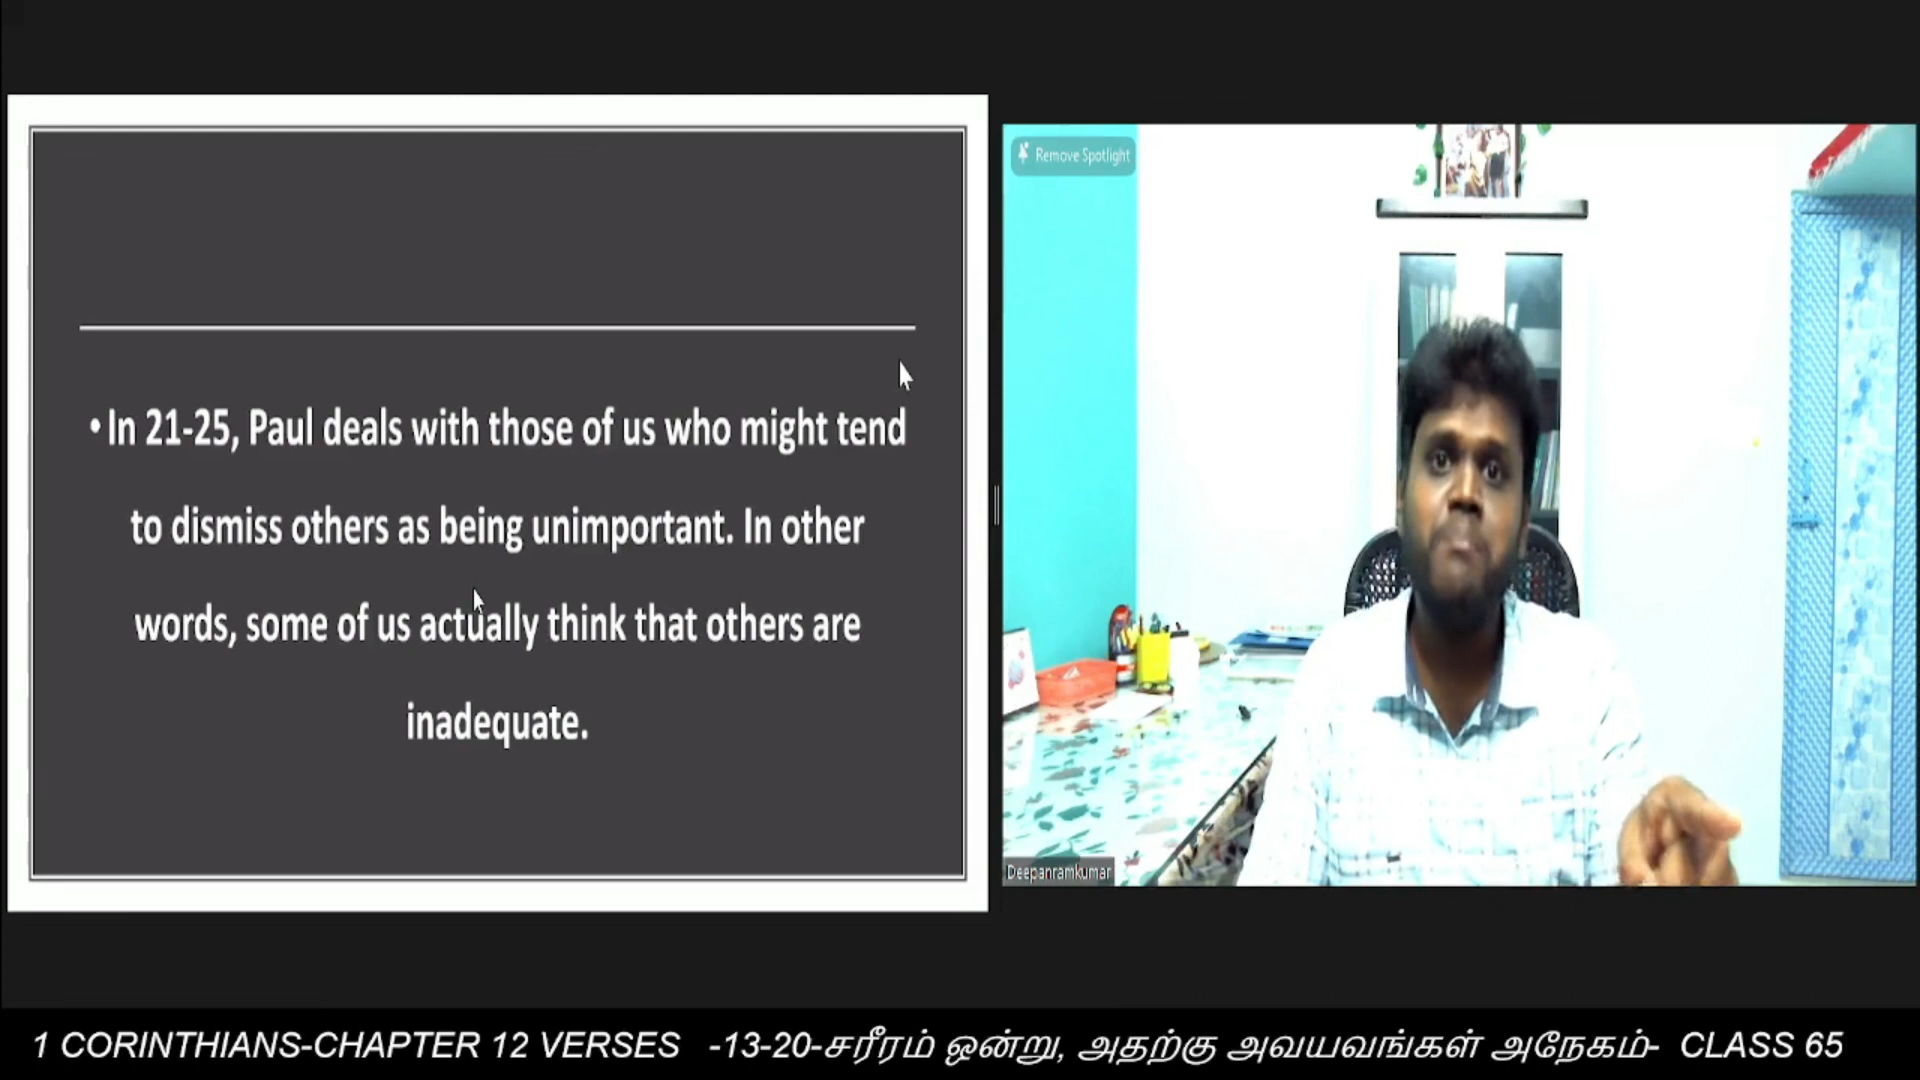 • In 21-25, Paul deals with those of us who might tend
to dismiss others as being unimportant. In other
words, some of us actually think that others are
inadequate.
Remove Spotlight
Deepanramkumar
1 CORINTHIANS-CHAPTER 12 VERSES -13-20-சரீரம் ஒன்று, அதற்கு அவயவங்கள் அநேகம்- CLASS 65